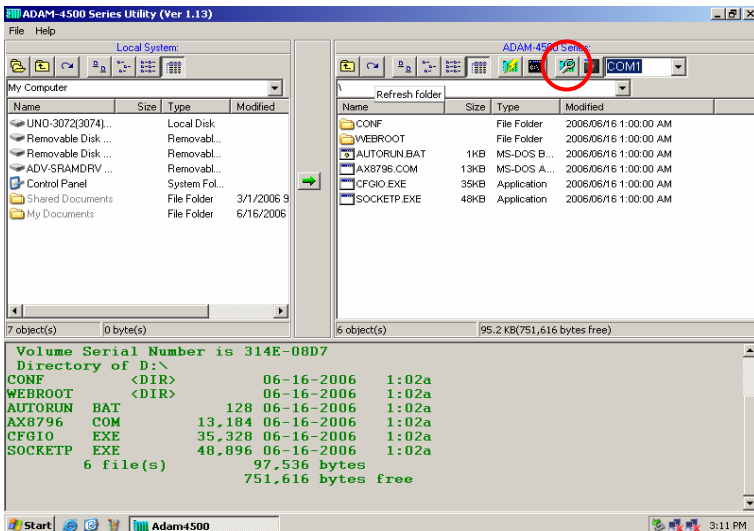 ADAM-4500 Series Utility (Ver 1.13)
File Help
Local System:
My Computer
Name Size Type Modified
UNO-3072(3074)... Local Disk
Removable Disk ... Removabl...
Removable Disk ... Removabl...
ADV-SRAMDRV ... Removabl...
Control Panel System Fol...
Shared Documents File Folder 3/1/2006 9
My Documents File Folder 6/16/2006
7 object(s) 0 byte(s)
ADAM-4500 Series:
COM1
\
Refresh folder
Name Size Type Modified
CONF File Folder 2006/06/16 1:00:00 AM
WEBROOT File Folder 2006/06/16 1:00:00 AM
AUTORUN.BAT 1KB MS-DOS B... 2006/06/16 1:00:00 AM
AX8796.COM 13KB MS-DOS A... 2006/06/16 1:00:00 AM
CFGIO.EXE 35KB Application 2006/06/16 1:00:00 AM
SOCKETP.EXE 48KB Application 2006/06/16 1:00:00 AM
6 object(s) 95.2 KB(751,616 bytes free)
Volume Serial Number is 314E-08D7
Directory of D:\
CONF <DIR> 06-16-2006 1:02a
WEBROOT <DIR> 06-16-2006 1:02a
AUTORUN BAT 128 06-16-2006 1:02a
AX8796 COM 13,184 06-16-2006 1:02a
CFGIO EXE 35,328 06-16-2006 1:02a
SOCKETP EXE 48,896 06-16-2006 1:02a
6 file(s) 97,536 bytes
751,616 bytes free
Start Adam4500 3:11 PM